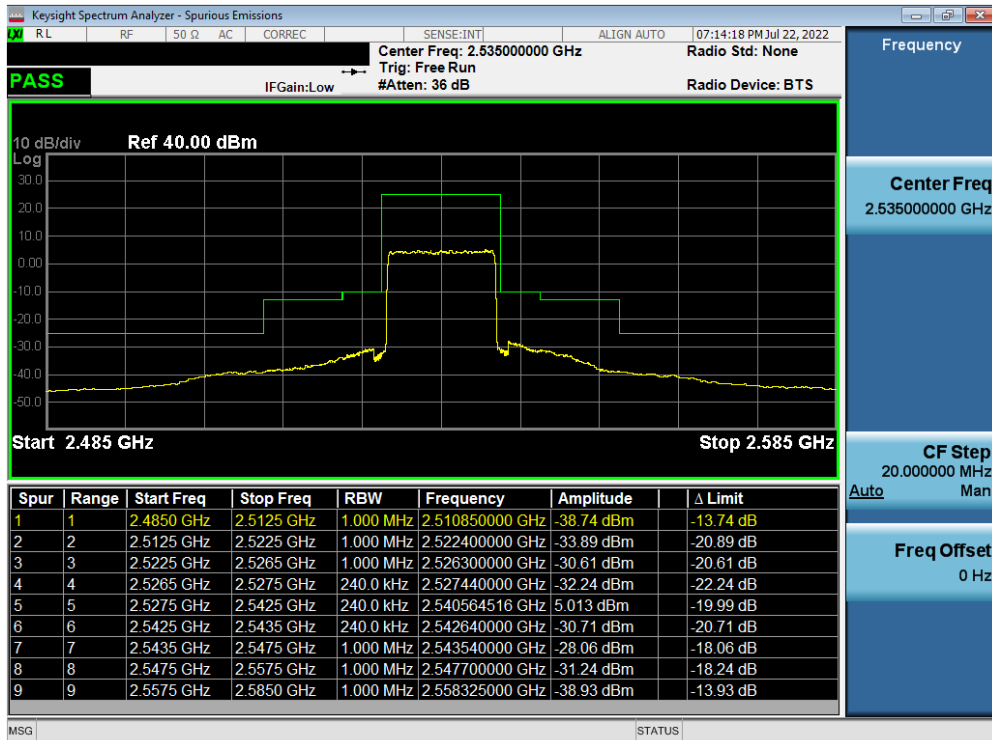 Keysight Spectrum Analyzer - Spurious Emissions
LXI RL RF 50 Ω AC CORREC SENSE:INT ALIGN AUTO 07:14:18 PM Jul 22, 2022
Center Freq: 2.535000000 GHz Radio Std: None
Trig: Free Run
PASS IFGain:Low #Atten: 36 dB Radio Device: BTS
10 dB/div Ref 40.00 dBm
Log
30.0
20.0
10.0
0.00
-10.0
-20.0
-30.0
-40.0
-50.0
Start 2.485 GHz Stop 2.585 GHz
Spur Range Start Freq Stop Freq RBW Frequency Amplitude Δ Limit
1 1 2.4850 GHz 2.5125 GHz 1.000 MHz 2.510850000 GHz -38.74 dBm -13.74 dB
2 2 2.5125 GHz 2.5225 GHz 1.000 MHz 2.522400000 GHz -33.89 dBm -20.89 dB
3 3 2.5225 GHz 2.5265 GHz 1.000 MHz 2.526300000 GHz -30.61 dBm -20.61 dB
4 4 2.5265 GHz 2.5275 GHz 240.0 kHz 2.527440000 GHz -32.24 dBm -22.24 dB
5 5 2.5275 GHz 2.5425 GHz 240.0 kHz 2.540564516 GHz 5.013 dBm -19.99 dB
6 6 2.5425 GHz 2.5435 GHz 240.0 kHz 2.542640000 GHz -30.71 dBm -20.71 dB
7 7 2.5435 GHz 2.5475 GHz 1.000 MHz 2.543540000 GHz -28.06 dBm -18.06 dB
8 8 2.5475 GHz 2.5575 GHz 1.000 MHz 2.547700000 GHz -31.24 dBm -18.24 dB
9 9 2.5575 GHz 2.5850 GHz 1.000 MHz 2.558325000 GHz -38.93 dBm -13.93 dB
MSG STATUS
Frequency
Center Freq
2.535000000 GHz
CF Step
20.000000 MHz
Auto Man
Freq Offset
0 Hz